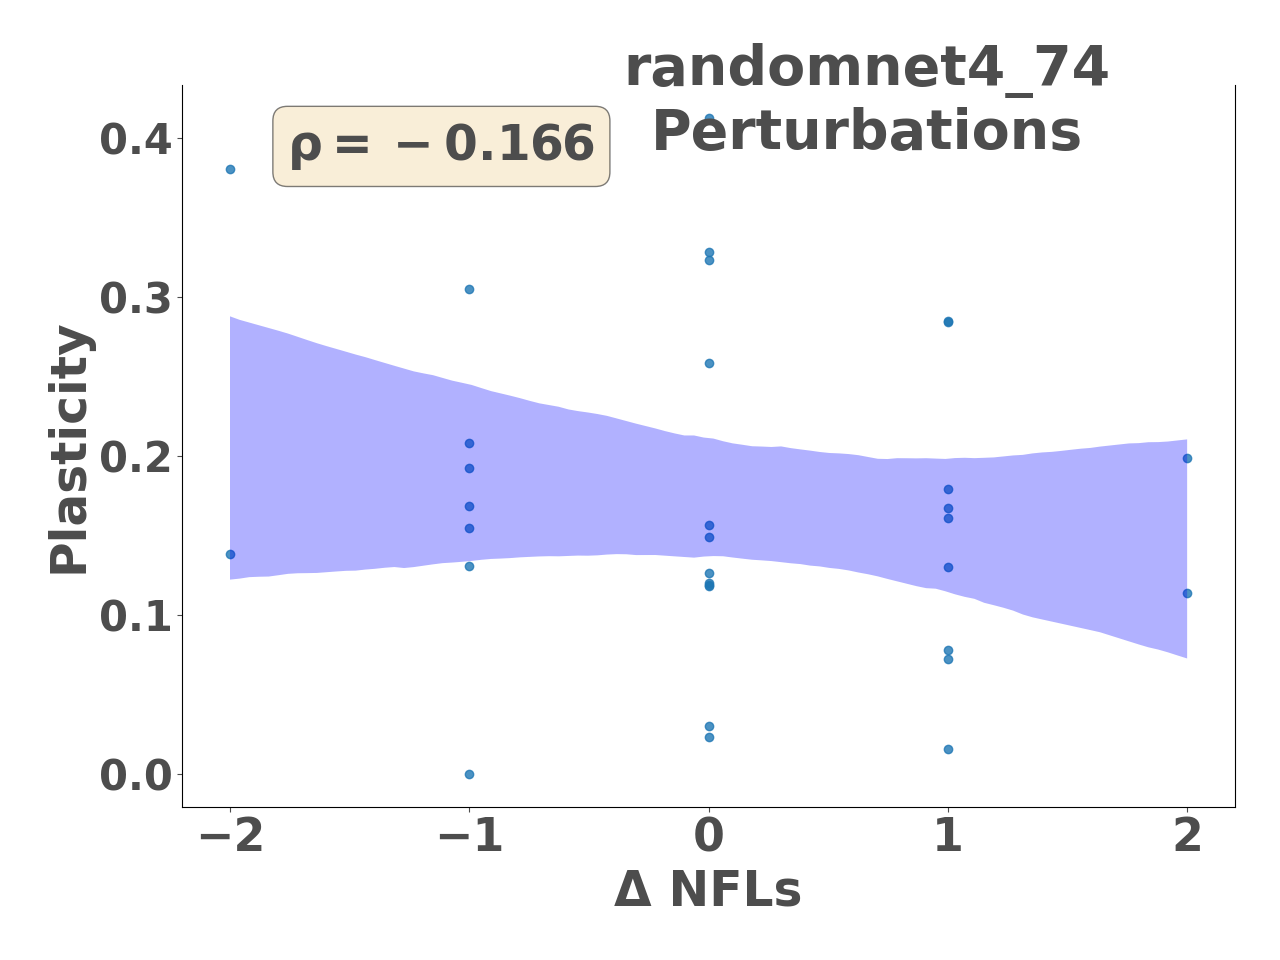 randomnet4_74
Perturbations
ρ = − 0.166
Plasticity
0.4
0.3
0.2
0.1
0.0
−2 −1 0 1 2
Δ NFLs